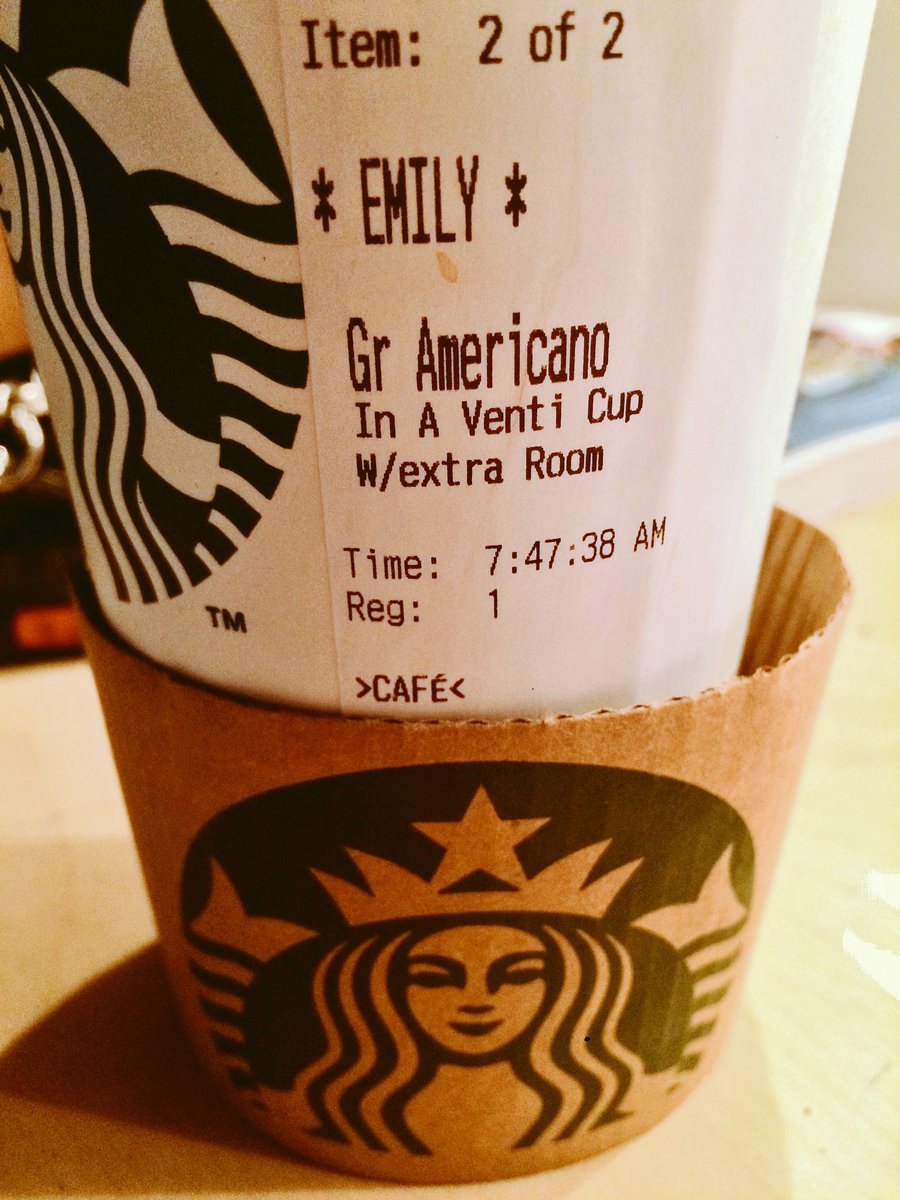 Item: 2 of 2
* EMILY *
Gr Americano
In A Venti Cup
W/extra Room
Time: 7:47:38 AM
Reg: 1
>CAFÉ<
TM